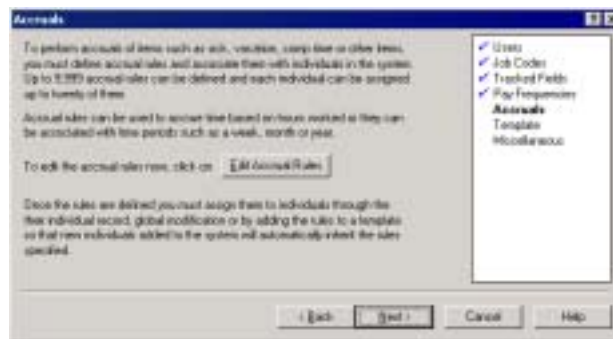 Accruals
To perform accruals of items such as sick, vacation, comp time or other items,
you must define accrual rules and associate them with individuals in the system.
Up to 9,999 accrual rules can be defined and each individual can be assigned
up to twenty of them.
Accrual rules can be used to accrue time based on hours worked or they can
be associated with time periods such as a week, month or year.
To edit the accrual rules now, click on Edit Accrual Rules
Once the rules are defined you must assign them to individuals through the
their individual record, global modification or by adding the rules to a template
so that new individuals added to the system will automatically inherit the rules
specified.
Users
Job Codes
Tracked Fields
Pay Frequencies
Accruals
Template
Miscellaneous
< Back
Next >
Cancel
Help